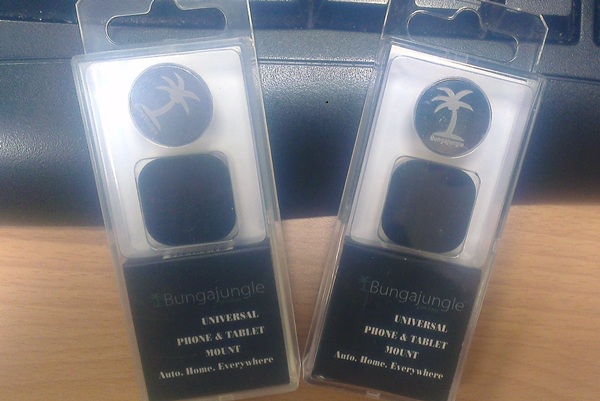 Bungajungle
UNIVERSAL
PHONE & TABLET
MOUNT
Auto. Home. Everywhere
Bungajungle
Bungajungle
UNIVERSAL
PHONE & TABLET
MOUNT
Auto. Home. Everywhere